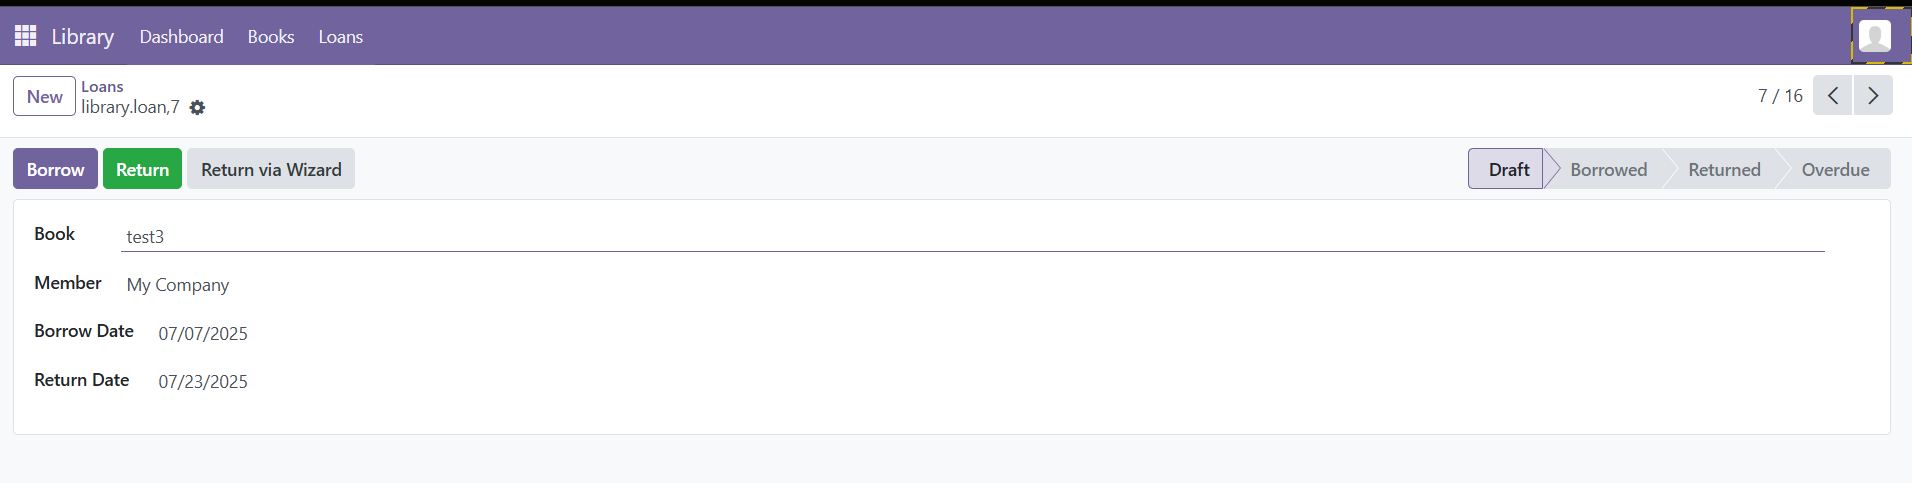 Library Dashboard Books Loans
New Loans
library.loan,7
7 / 16
Borrow Return Return via Wizard Draft Borrowed Returned Overdue
Book test3
Member My Company
Borrow Date 07/07/2025
Return Date 07/23/2025